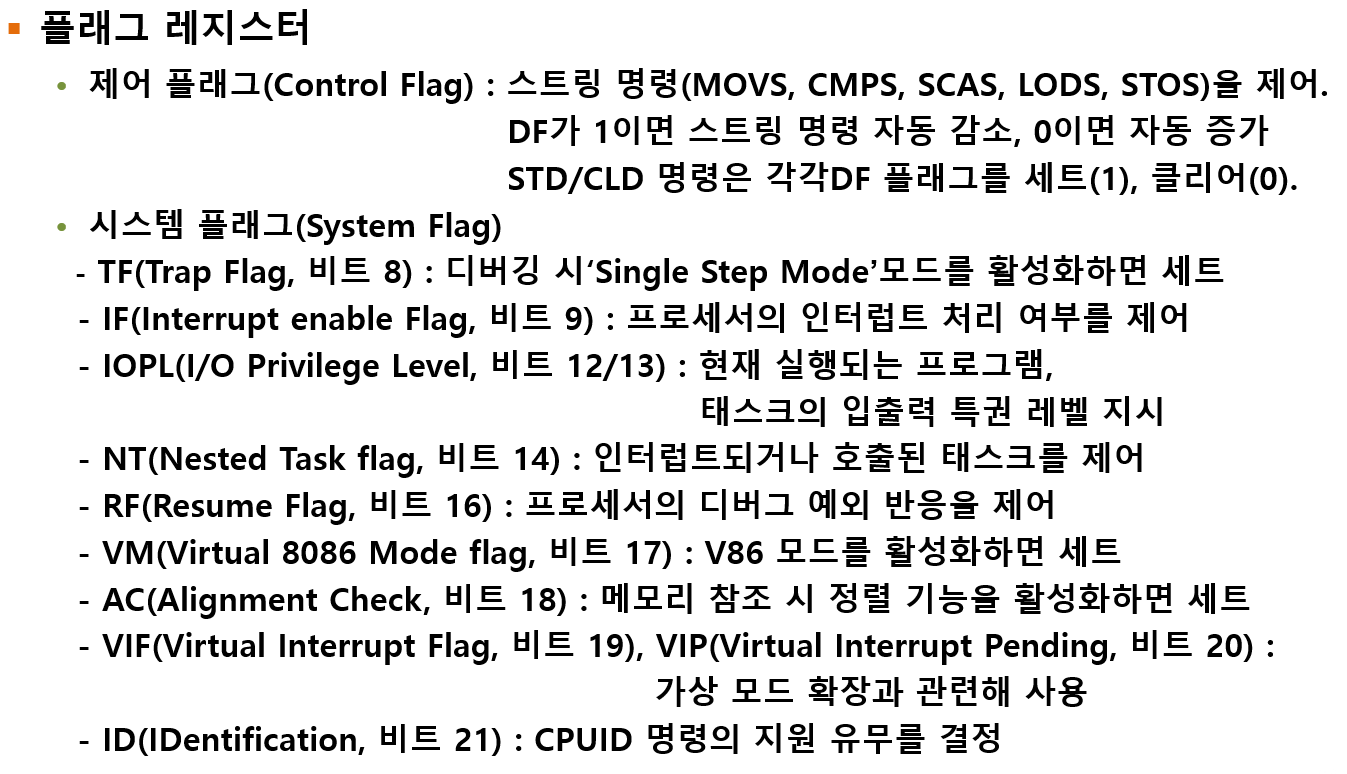 ▪ 플래그 레지스터
• 제어 플래그(Control Flag) : 스트링 명령(MOVS, CMPS, SCAS, LODS, STOS)을 제어.
DF가 1이면 스트링 명령 자동 감소, 0이면 자동 증가
STD/CLD 명령은 각각DF 플래그를 세트(1), 클리어(0).
• 시스템 플래그(System Flag)
- TF(Trap Flag, 비트 8) : 디버깅 시‘Single Step Mode’모드를 활성화하면 세트
- IF(Interrupt enable Flag, 비트 9) : 프로세서의 인터럽트 처리 여부를 제어
- IOPL(I/O Privilege Level, 비트 12/13) : 현재 실행되는 프로그램,
태스크의 입출력 특권 레벨 지시
- NT(Nested Task flag, 비트 14) : 인터럽트되거나 호출된 태스크를 제어
- RF(Resume Flag, 비트 16) : 프로세서의 디버그 예외 반응을 제어
- VM(Virtual 8086 Mode flag, 비트 17) : V86 모드를 활성화하면 세트
- AC(Alignment Check, 비트 18) : 메모리 참조 시 정렬 기능을 활성화하면 세트
- VIF(Virtual Interrupt Flag, 비트 19), VIP(Virtual Interrupt Pending, 비트 20) :
가상 모드 확장과 관련해 사용
- ID(IDentification, 비트 21) : CPUID 명령의 지원 유무를 결정